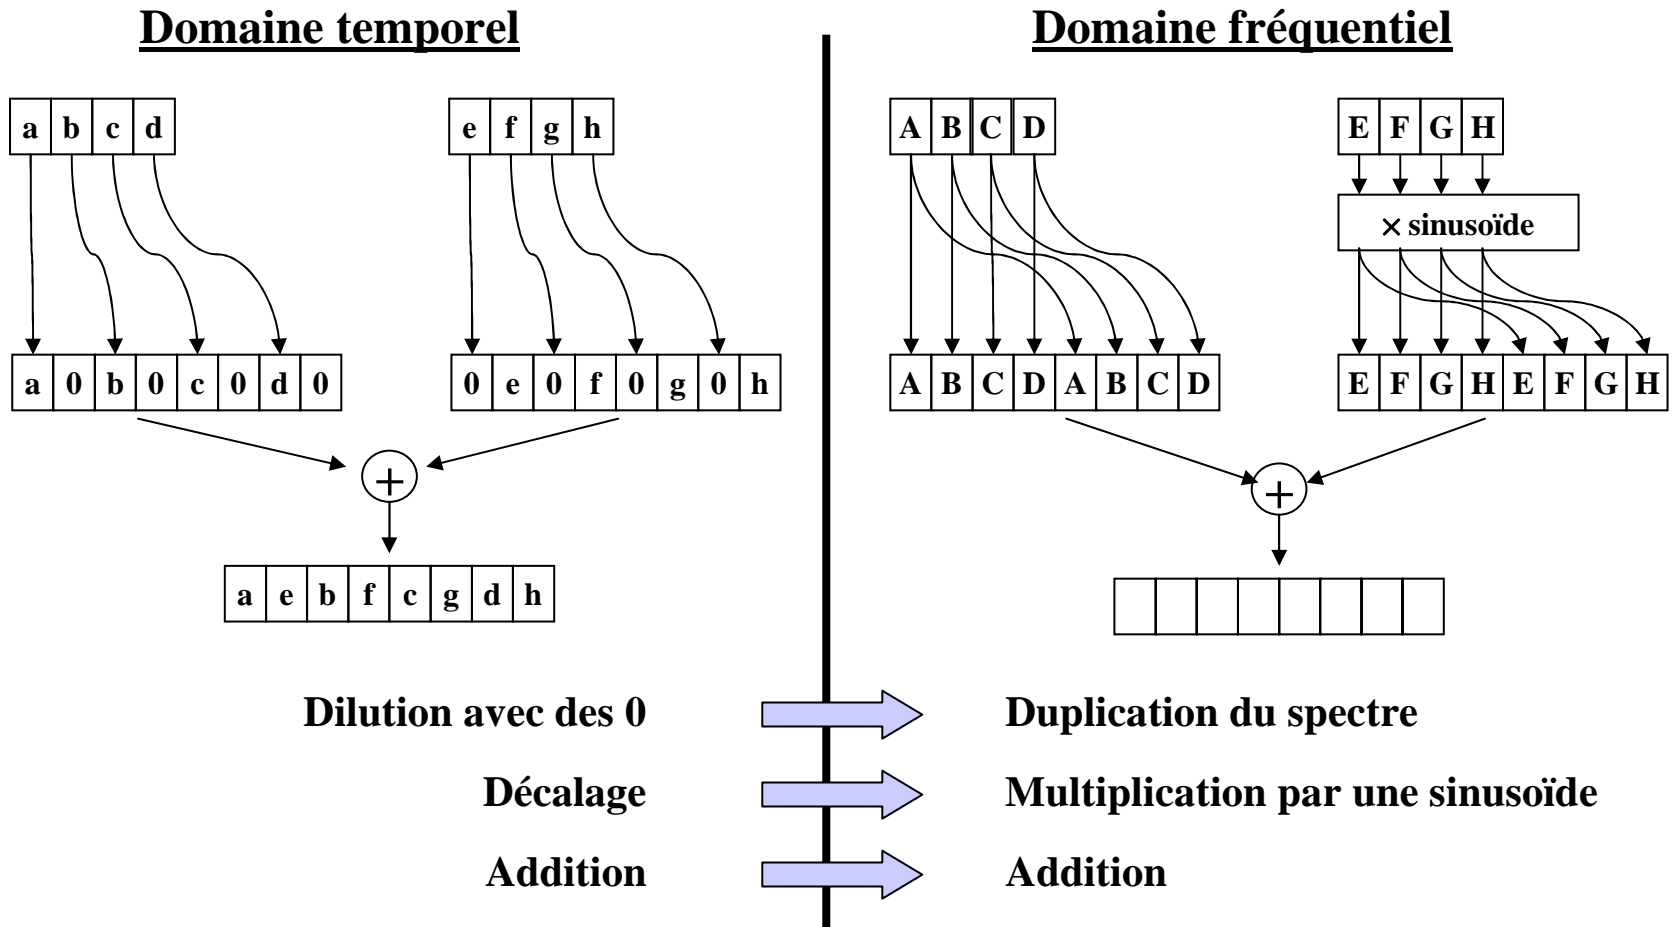 Domaine temporel
a b c d
e f g h
a 0 b 0 c 0 d 0
0 e 0 f 0 g 0 h
+
a e b f c g d h
Domaine fréquentiel
A B C D
E F G H
× sinusoïde
A B C D A B C D
E F G H E F G H
+
Dilution avec des 0
Duplication du spectre
Décalage
Multiplication par une sinusoïde
Addition
Addition